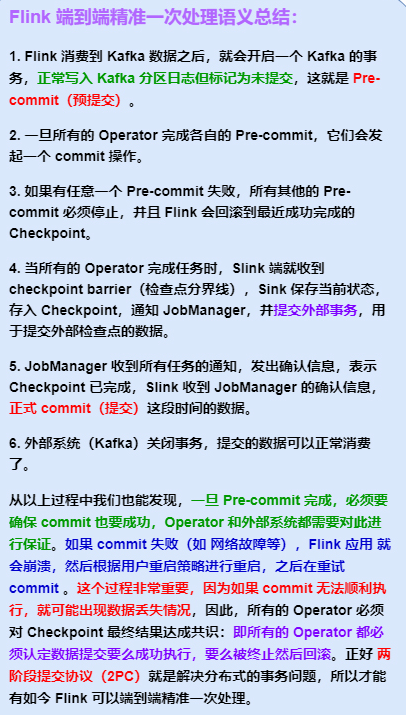 Flink 端到端精准一次处理语义总结：
1. Flink 消费到 Kafka 数据之后，就会开启一个 Kafka 的事
务，正常写入 Kafka 分区日志但标记为未提交，这就是 Pre-
commit（预提交）。
2. 一旦所有的 Operator 完成各自的 Pre-commit，它们会发
起一个 commit 操作。
3. 如果有任意一个 Pre-commit 失败，所有其他的 Pre-
commit 必须停止，并且 Flink 会回滚到最近成功完成的
Checkpoint。
4. 当所有的 Operator 完成任务时，Slink 端就收到
checkpoint barrier（检查点分界线），Sink 保存当前状态，
存入 Checkpoint，通知 JobManager，并提交外部事务，用
于提交外部检查点的数据。
5. JobManager 收到所有任务的通知，发出确认信息，表示
Checkpoint 已完成，Slink 收到 JobManager 的确认信息，
正式 commit（提交）这段时间的数据。
6. 外部系统（Kafka）关闭事务，提交的数据可以正常消费
了。
从以上过程中我们也能发现，一旦 Pre-commit 完成，必须要
确保 commit 也要成功，Operator 和外部系统都需要对此进
行保证。如果 commit 失败（如 网络故障等），Flink 应用 就
会崩溃，然后根据用户重启策略进行重启，之后在重试
commit 。这个过程非常重要，因为如果 commit 无法顺利执
行，就可能出现数据丢失情况，因此，所有的 Operator 必须
对 Checkpoint 最终结果达成共识：即所有的 Operator 都必
须认定数据提交要么成功执行，要么被终止然后回滚。正好 两
阶段提交协议（2PC）就是解决分布式的事务问题，所以才能
有如今 Flink 可以端到端精准一次处理。